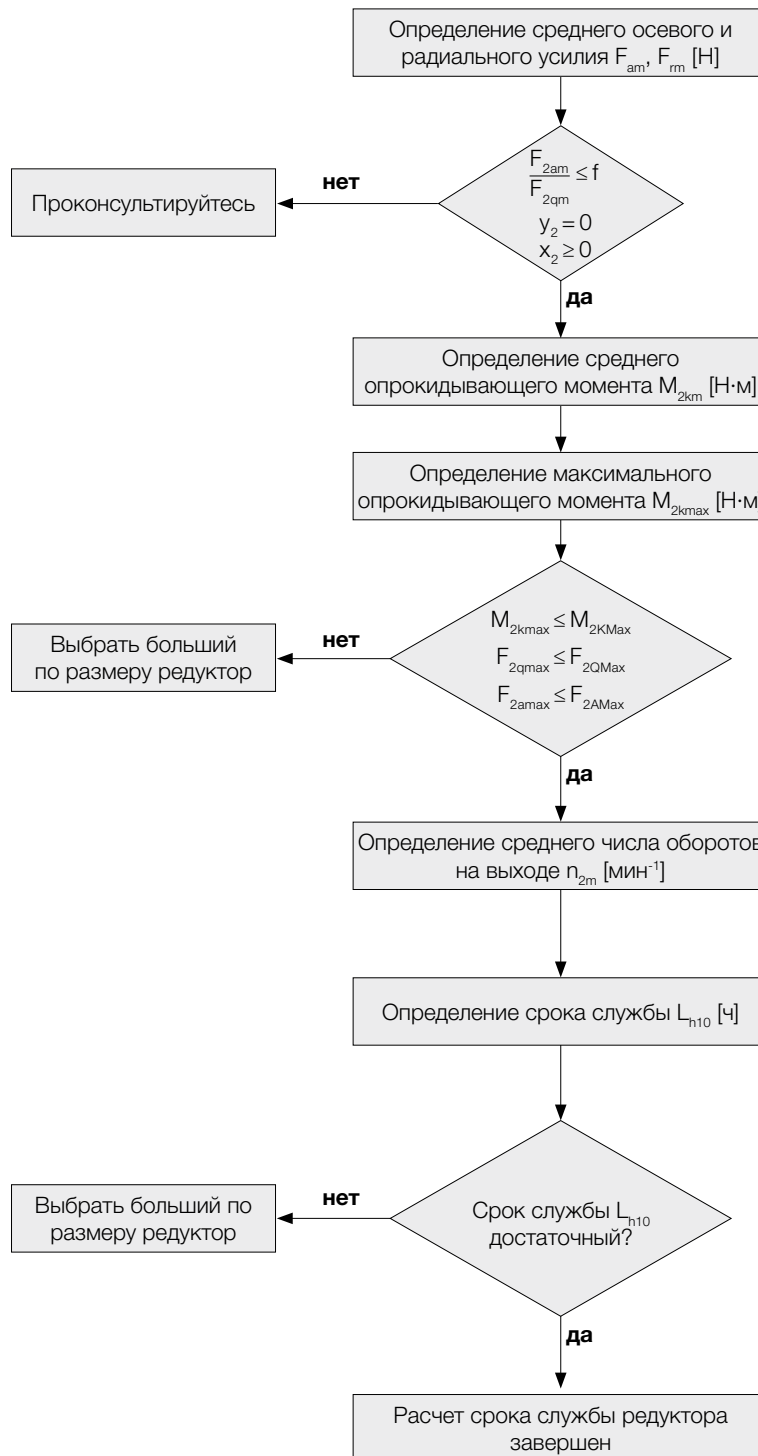 Определение среднего осевого и
радиального усилия F_am, F_rm [Н]
F_2am
F_2qm
≤ f
y_2 = 0
x_2 ≥ 0
нет
Проконсультируйтесь
да
Определение среднего
опрокидывающего момента M_2km [Н·м]
Определение максимального
опрокидывающего момента M_2kmax [Н·м
M_2kmax ≤ M_2KMax
F_2qmax ≤ F_2QMax
F_2amax ≤ F_2AMax
нет
Выбрать больший
по размеру редуктор
да
Определение среднего числа оборотов
на выходе n_2m [мин⁻¹]
Определение срока службы L_h10 [ч]
Срок службы L_h10
достаточный?
нет
Выбрать больший по
размеру редуктор
да
Расчет срока службы редуктора
завершен